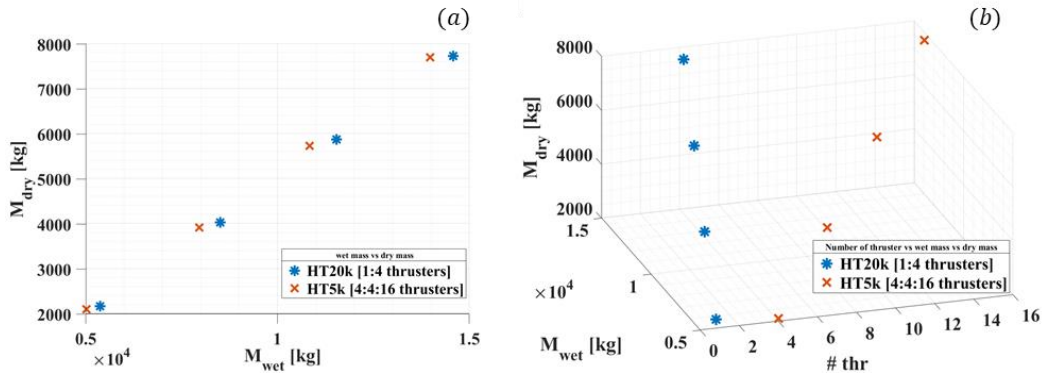 (a)
8000
7000
6000
5000
4000
3000
2000
M_dry [kg]
wet mass vs dry mass
HT20k [1:4 thrusters]
HT5k [4:4:16 thrusters]
0.5
1
1.5
×10^4
M_wet [kg]
(b)
8000
6000
4000
2000
M_dry [kg]
1.5
1
0.5
×10^4
M_wet [kg]
Number of thruster vs wet mass vs dry mass
HT20k [1:4 thrusters]
HT5k [4:4:16 thrusters]
0
2
4
6
8
10
12
14
16
# thr